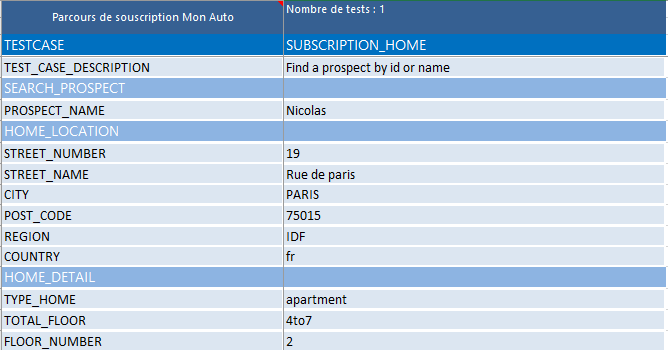 Parcours de souscription Mon Auto Nombre de tests : 1
TESTCASE SUBSCRIPTION_HOME
TEST_CASE_DESCRIPTION Find a prospect by id or name
SEARCH_PROSPECT
PROSPECT_NAME Nicolas
HOME_LOCATION
STREET_NUMBER 19
STREET_NAME Rue de paris
CITY PARIS
POST_CODE 75015
REGION IDF
COUNTRY fr
HOME_DETAIL
TYPE_HOME apartment
TOTAL_FLOOR 4to7
FLOOR_NUMBER 2